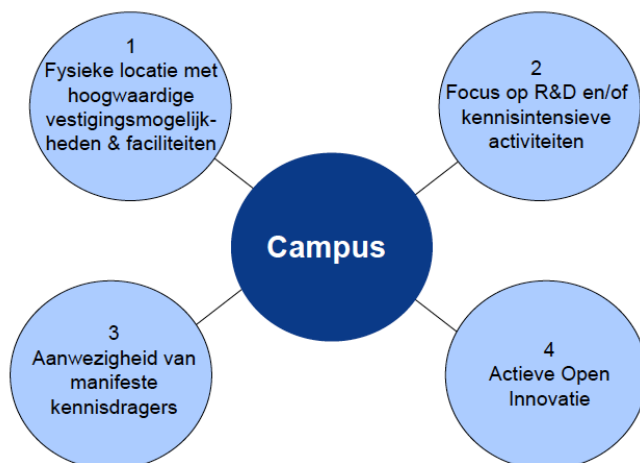 1
Fysieke locatie met
hoogwaardige
vestigingsmogelijk-
heden & faciliteiten
2
Focus op R&D en/of
kennisintensieve
activiteiten
Campus
3
Aanwezigheid van
manifeste
kennisdragers
4
Actieve Open
Innovatie